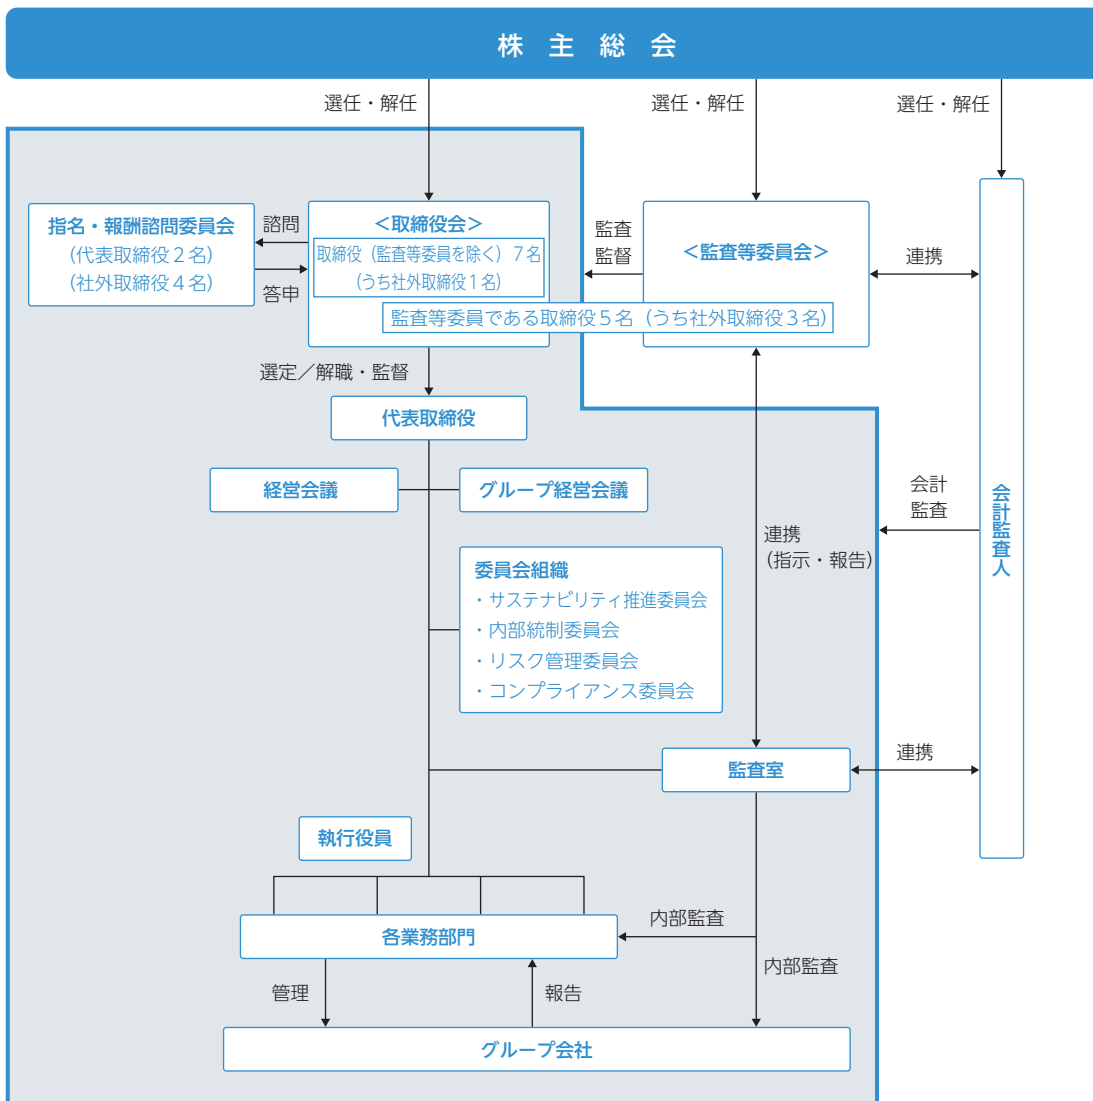 株主総会
選任・解任
選任・解任
選任・解任
指名・報酬諮問委員会
(代表取締役２名)
(社外取締役４名)
諮問
答申
＜取締役会＞
取締役（監査等委員を除く）７名
(うち社外取締役１名)
監査
監督
＜監査等委員会＞
連携
監査等委員である取締役５名（うち社外取締役３名）
選定／解職・監督
代表取締役
経営会議
グループ経営会議
会計
監査
会計監査人
連携
(指示・報告)
委員会組織
・サステナビリティ推進委員会
・内部統制委員会
・リスク管理委員会
・コンプライアンス委員会
監査室
連携
執行役員
各業務部門
内部監査
内部監査
管理
報告
グループ会社